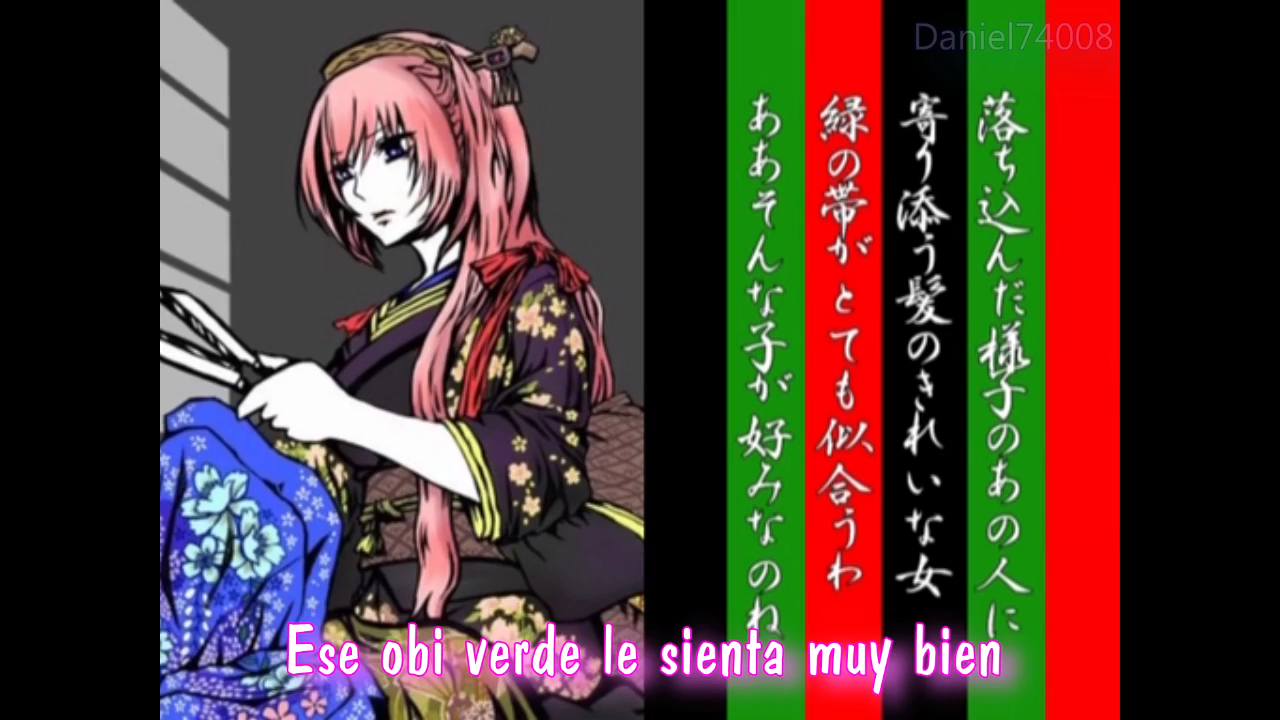 Daniel74008
落ち込んだ様子のあの人に
寄り添う髪のきれいな女
緑の帯が とても似合うわ
ああそんな子が 好みなのね
Ese obi verde le sienta muy bien